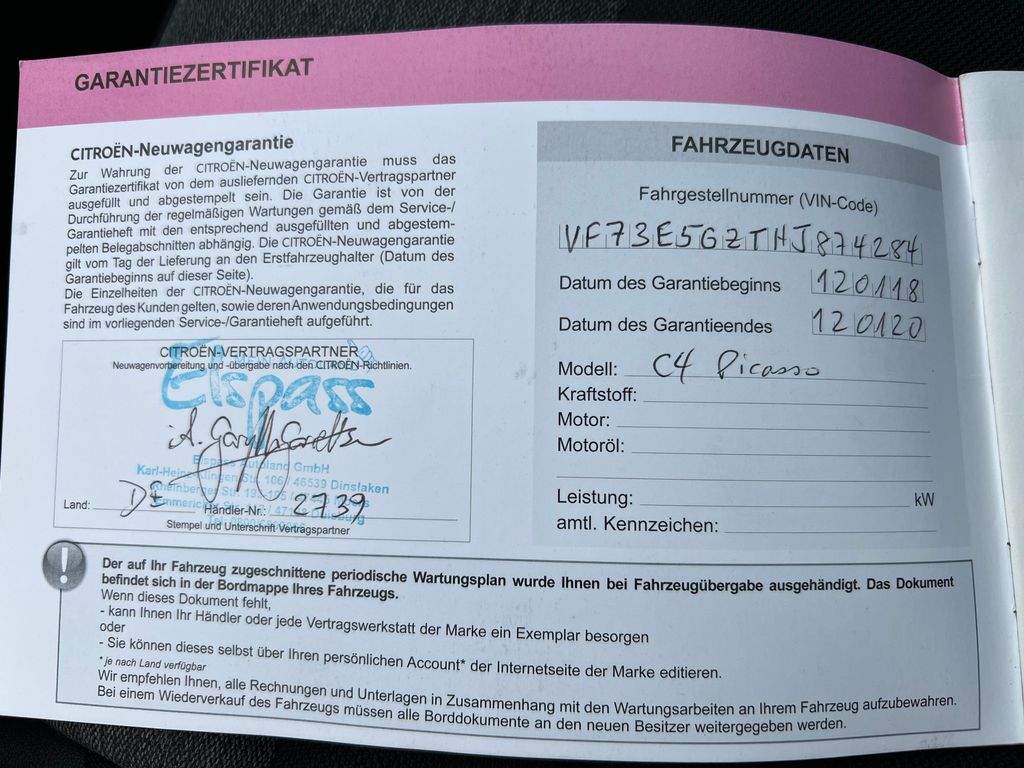 GARANTIEZERTIFIKAT
CITROËN-Neuwagengarantie
Zur Wahrung der CITROËN-Neuwagengarantie muss das
Garantiezertifikat von dem ausliefernden CITROËN-Vertragspartner
ausgefüllt und abgestempelt sein. Die Garantie ist von der
Durchführung der regelmäßigen Wartungen gemäß dem Service-/
Garantieheft mit den entsprechend ausgefüllten und abgestem-
pelten Belegabschnitten abhängig. Die CITROËN-Neuwagengarantie
gilt vom Tag der Lieferung an den Erstfahrzeughalter (Datum des
Garantiebeginns auf dieser Seite).
Die Einzelheiten der CITROËN-Neuwagengarantie, die für das
Fahrzeug des Kunden gelten, sowie deren Anwendungsbedingungen
sind im vorliegenden Service-/Garantieheft aufgeführt.
CITROËN-VERTRAGSPARTNER
Neuwagenvorbereitung und -übergabe nach den CITROËN-Richtlinien.
Elspass
Elspass Autoland GmbH
Str. 106 / 46539 Dinslaken
Land: DE Händler-Nr.: 2739
Stempel und Unterschrift Vertragspartner
FAHRZEUGDATEN
Fahrgestellnummer (VIN-Code)
VF73E5GZTHJ874284
Datum des Garantiebeginns 120118
Datum des Garantieendes 120120
Modell: C4 Picasso
Kraftstoff:
Motor:
Motoröl:
Leistung: kW
amtl. Kennzeichen:
Der auf Ihr Fahrzeug zugeschnittene periodische Wartungsplan wurde Ihnen bei Fahrzeugübergabe ausgehändigt. Das Dokument
befindet sich in der Bordmappe Ihres Fahrzeugs.
Wenn dieses Dokument fehlt,
- kann Ihnen Ihr Händler oder jede Vertragswerkstatt der Marke ein Exemplar besorgen
oder
- Sie können dieses selbst über Ihren persönlichen Account* der Internetseite der Marke editieren.
* je nach Land verfügbar
Wir empfehlen Ihnen, alle Rechnungen und Unterlagen in Zusammenhang mit den Wartungsarbeiten an Ihrem Fahrzeug aufzubewahren.
Bei einem Wiederverkauf des Fahrzeugs müssen alle Borddokumente an den neuen Besitzer weitergegeben werden.